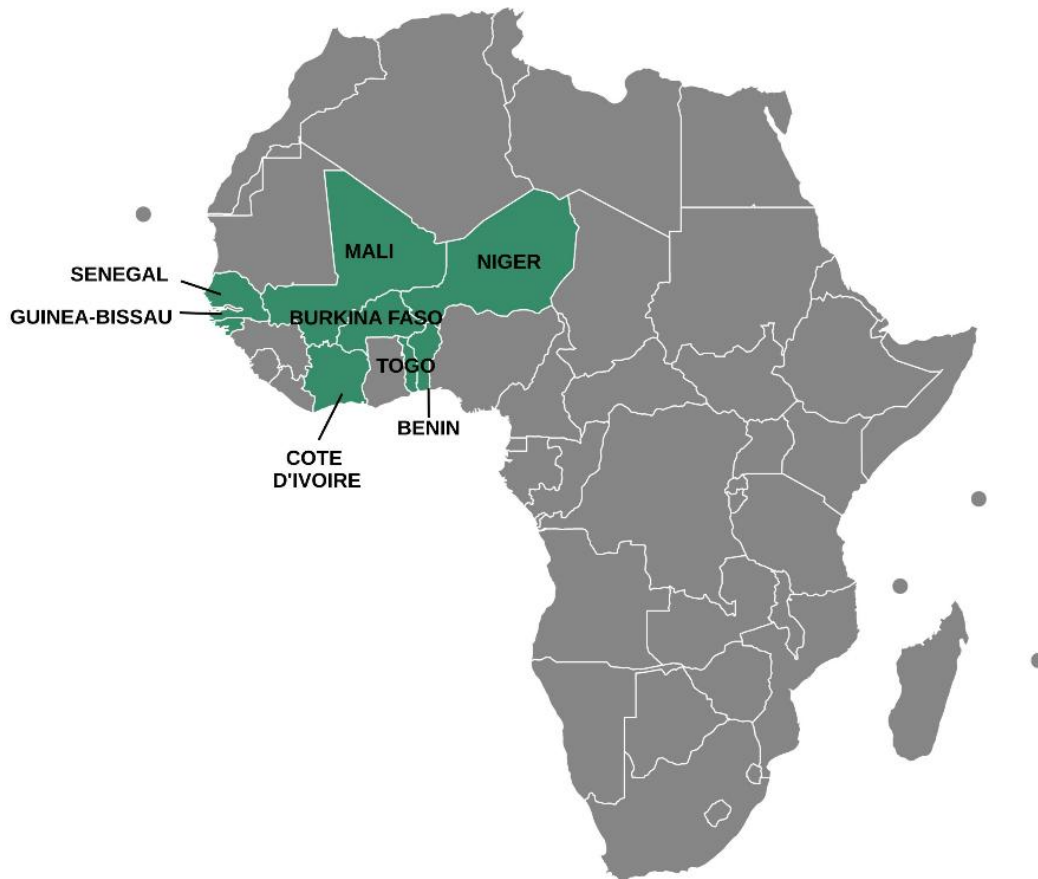 MALI
NIGER
SENEGAL
GUINEA-BISSAU
BURKINA FASO
TOGO
BENIN
COTE
D'IVOIRE